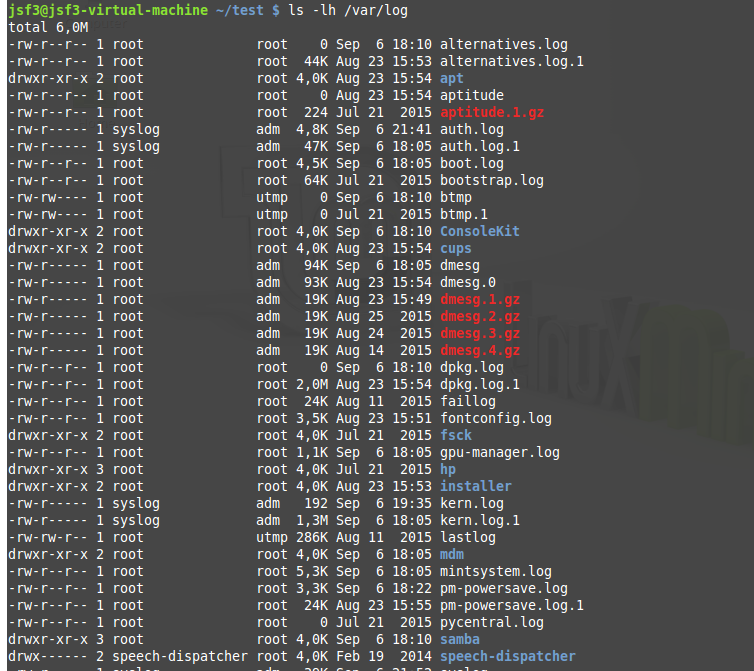 jsf3@jsf3-virtual-machine ~/test $ ls -lh /var/log
total 6,0M
-rw-r--r-- 1 root              root    0 Sep  6 18:10 alternatives.log
-rw-r--r-- 1 root              root  44K Aug 23 15:53 alternatives.log.1
drwxr-xr-x 2 root              root 4,0K Aug 23 15:54 apt
-rw-r--r-- 1 root              root    0 Aug 23 15:54 aptitude
-rw-r--r-- 1 root              root  224 Jul 21  2015 aptitude.1.gz
-rw-r----- 1 syslog            adm  4,8K Sep  6 21:41 auth.log
-rw-r----- 1 syslog            adm   47K Sep  6 18:05 auth.log.1
-rw-r--r-- 1 root              root 4,5K Sep  6 18:05 boot.log
-rw-r--r-- 1 root              root  64K Jul 21  2015 bootstrap.log
-rw-rw---- 1 root              utmp    0 Sep  6 18:10 btmp
-rw-rw---- 1 root              utmp    0 Jul 21  2015 btmp.1
drwxr-xr-x 2 root              root 4,0K Sep  6 18:10 ConsoleKit
drwxr-xr-x 2 root              root 4,0K Aug 23 15:54 cups
-rw-r----- 1 root              adm   94K Sep  6 18:05 dmesg
-rw-r----- 1 root              adm   93K Aug 23 15:54 dmesg.0
-rw-r----- 1 root              adm   19K Aug 23 15:49 dmesg.1.gz
-rw-r----- 1 root              adm   19K Aug 25  2015 dmesg.2.gz
-rw-r----- 1 root              adm   19K Aug 24  2015 dmesg.3.gz
-rw-r----- 1 root              adm   19K Aug 14  2015 dmesg.4.gz
-rw-r--r-- 1 root              root    0 Sep  6 18:10 dpkg.log
-rw-r--r-- 1 root              root 2,0M Aug 23 15:54 dpkg.log.1
-rw-r--r-- 1 root              root  24K Aug 11  2015 faillog
-rw-r--r-- 1 root              root 3,5K Aug 23 15:51 fontconfig.log
drwxr-xr-x 2 root              root 4,0K Jul 21  2015 fsck
-rw-r--r-- 1 root              root 1,1K Sep  6 18:05 gpu-manager.log
drwxr-xr-x 3 root              root 4,0K Jul 21  2015 hp
drwxr-xr-x 2 root              root 4,0K Aug 23 15:53 installer
-rw-r----- 1 syslog            adm   192 Sep  6 19:35 kern.log
-rw-r----- 1 syslog            adm  1,3M Sep  6 18:05 kern.log.1
-rw-rw-r-- 1 root              utmp 286K Aug 11  2015 lastlog
drwxr-xr-x 2 root              root 4,0K Sep  6 18:05 mdm
-rw-r--r-- 1 root              root 5,3K Sep  6 18:05 mintsystem.log
-rw-r--r-- 1 root              root 3,3K Sep  6 18:22 pm-powersave.log
-rw-r--r-- 1 root              root  24K Aug 23 15:55 pm-powersave.log.1
-rw-r--r-- 1 root              root    0 Jul 21  2015 pycentral.log
drwxr-xr-x 3 root              root 4,0K Sep  6 18:10 samba
drwx------ 2 speech-dispatcher root 4,0K Feb 19  2014 speech-dispatcher